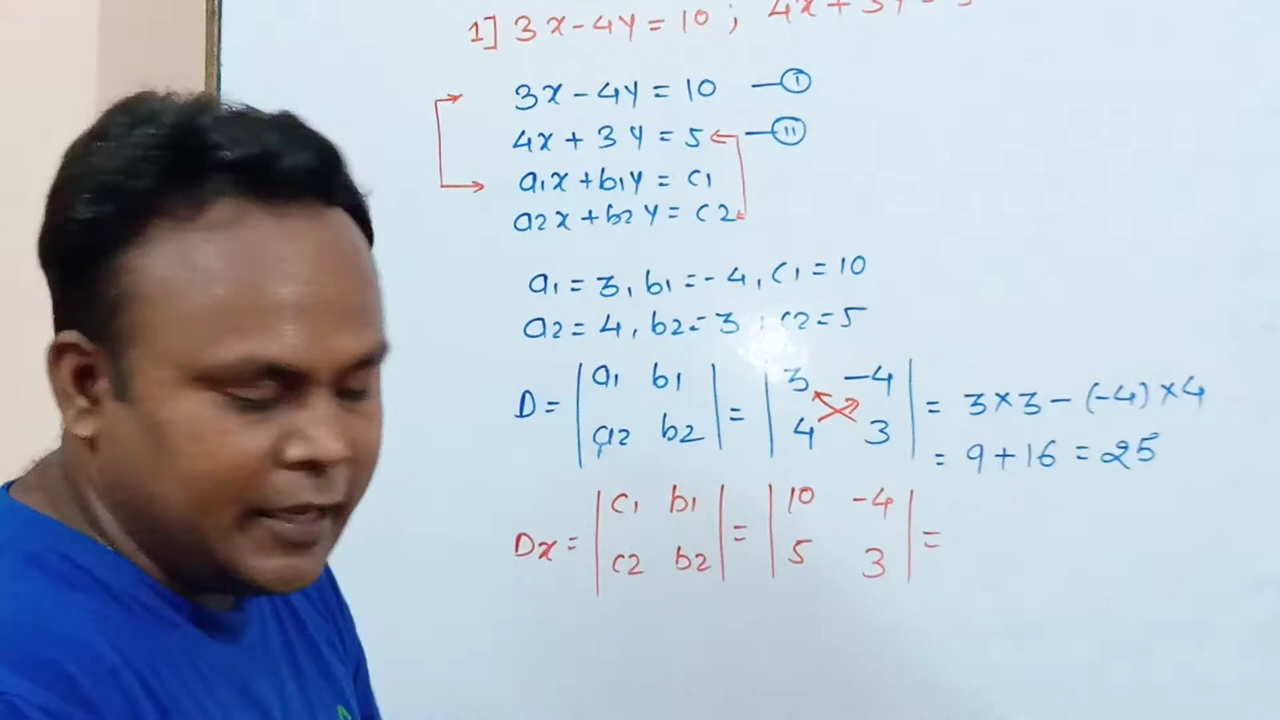 1] 3x-4y = 10 ; 4x + 3y = 5
3x - 4y = 10 — I
4x + 3y = 5 — II
a1x + b1y = c1
a2x + b2y = c2
a1 = 3, b1 = -4, c1 = 10
a2 = 4, b2 = 3, c2 = 5
D = | a1 b1 | = | 3 -4 | = 3×3 - (-4)×4
| a2 b2 | | 4 3 | = 9+16 = 25
Dx = | c1 b1 | = | 10 -4 | =
| c2 b2 | | 5 3 |